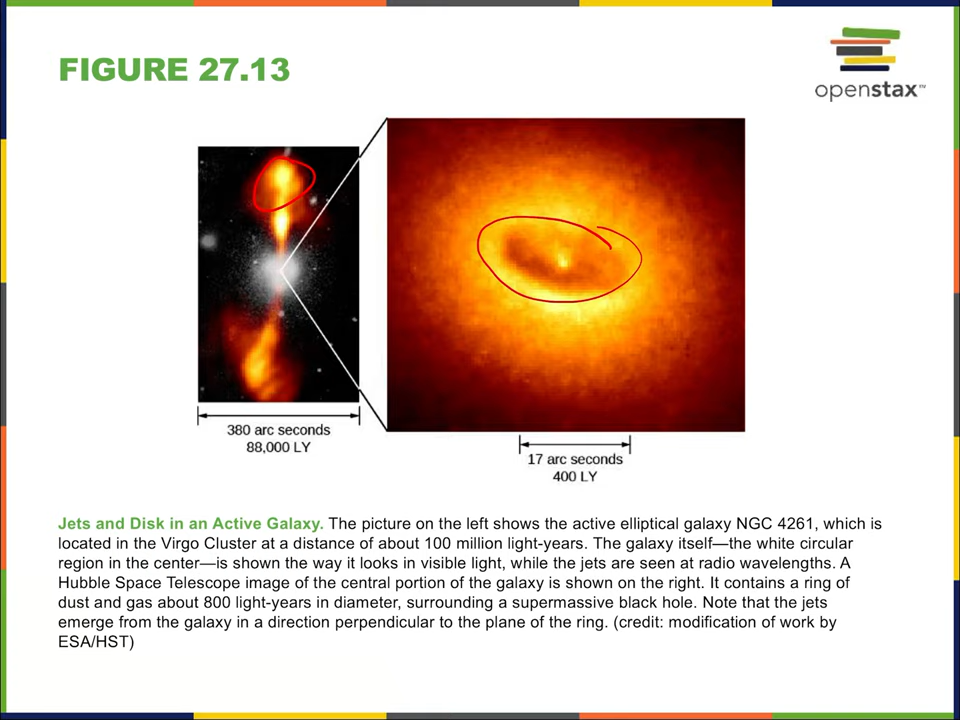 FIGURE 27.13
openstax™
380 arc seconds
88,000 LY
17 arc seconds
400 LY
Jets and Disk in an Active Galaxy. The picture on the left shows the active elliptical galaxy NGC 4261, which is
located in the Virgo Cluster at a distance of about 100 million light-years. The galaxy itself—the white circular
region in the center—is shown the way it looks in visible light, while the jets are seen at radio wavelengths. A
Hubble Space Telescope image of the central portion of the galaxy is shown on the right. It contains a ring of
dust and gas about 800 light-years in diameter, surrounding a supermassive black hole. Note that the jets
emerge from the galaxy in a direction perpendicular to the plane of the ring. (credit: modification of work by
ESA/HST)